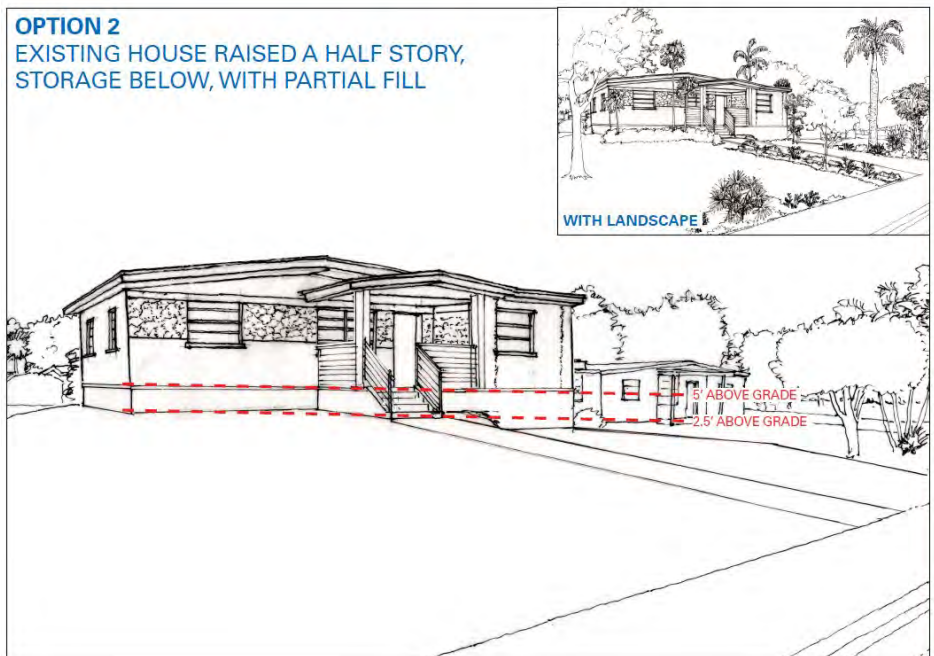 OPTION 2
EXISTING HOUSE RAISED A HALF STORY,
STORAGE BELOW, WITH PARTIAL FILL
WITH LANDSCAPE
5' ABOVE GRADE
2.5' ABOVE GRADE